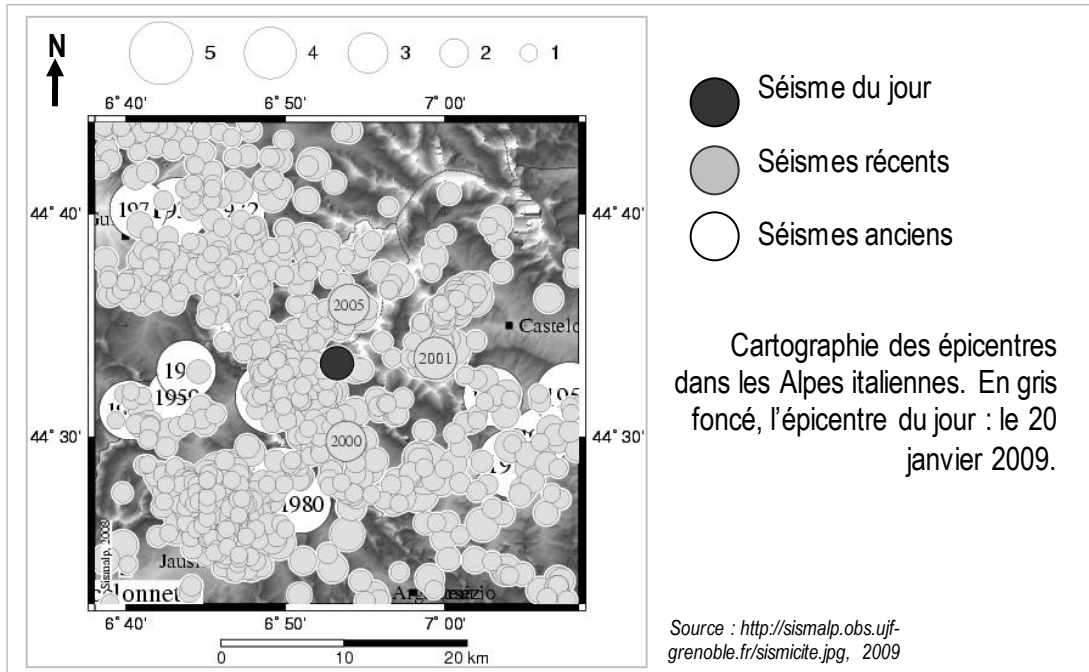 5 4 3 2 1
N
6° 40' 6° 50' 7° 00'
44° 40' 44° 40'
2005
Casteld
2001
1959
2000
44° 30' 44° 30'
1980
Sismalp, 2008
Jaus
elonnet
6° 40' 6° 50' 7° 00'
0 10 20 km
Séisme du jour
Séismes récents
Séismes anciens
Cartographie des épicentres
dans les Alpes italiennes. En gris
foncé, l'épicentre du jour : le 20
janvier 2009.
Source : http://sismalp.obs.ujf-
grenoble.fr/sismicite.jpg, 2009